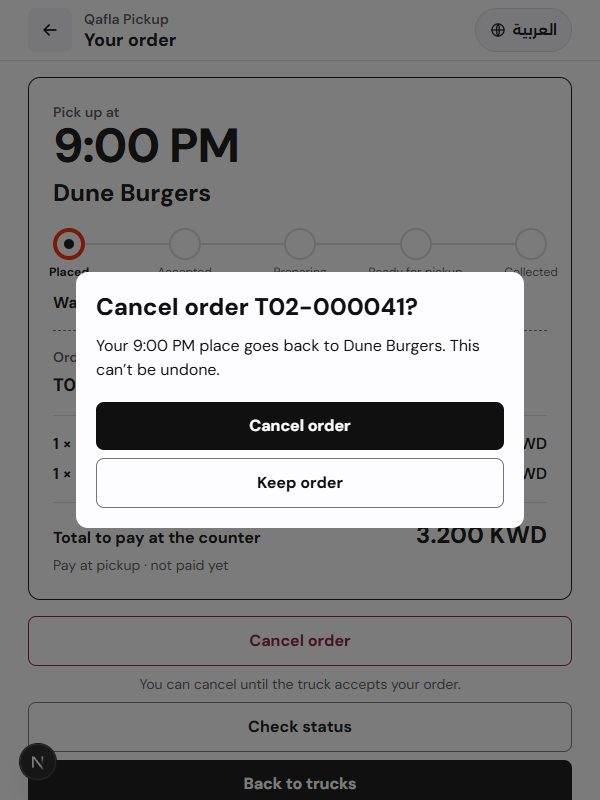 Qafla Pickup
Your order
العربية
Pick up at
9:00 PM
Dune Burgers
Placed
Accepted
Preparing
Ready for pickup
Collected
Cancel order T02-000041?
Your 9:00 PM place goes back to Dune Burgers. This
can’t be undone.
Cancel order
Keep order
1 ×
1 ×
Total to pay at the counter
3.200 KWD
Pay at pickup · not paid yet
Cancel order
You can cancel until the truck accepts your order.
Check status
Back to trucks
N